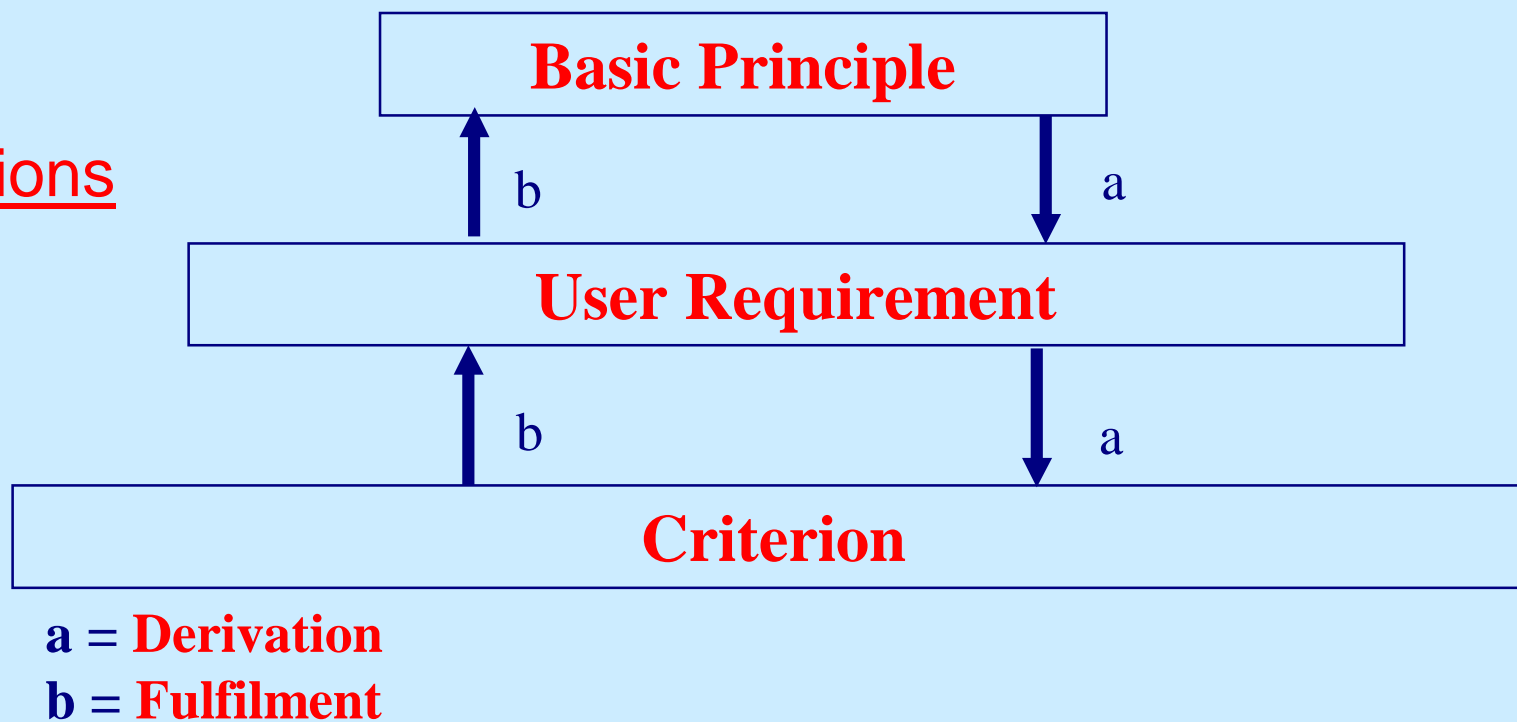 Basic Principle
ions
b
a
User Requirement
b
a
Criterion
a = Derivation
b = Fulfilment